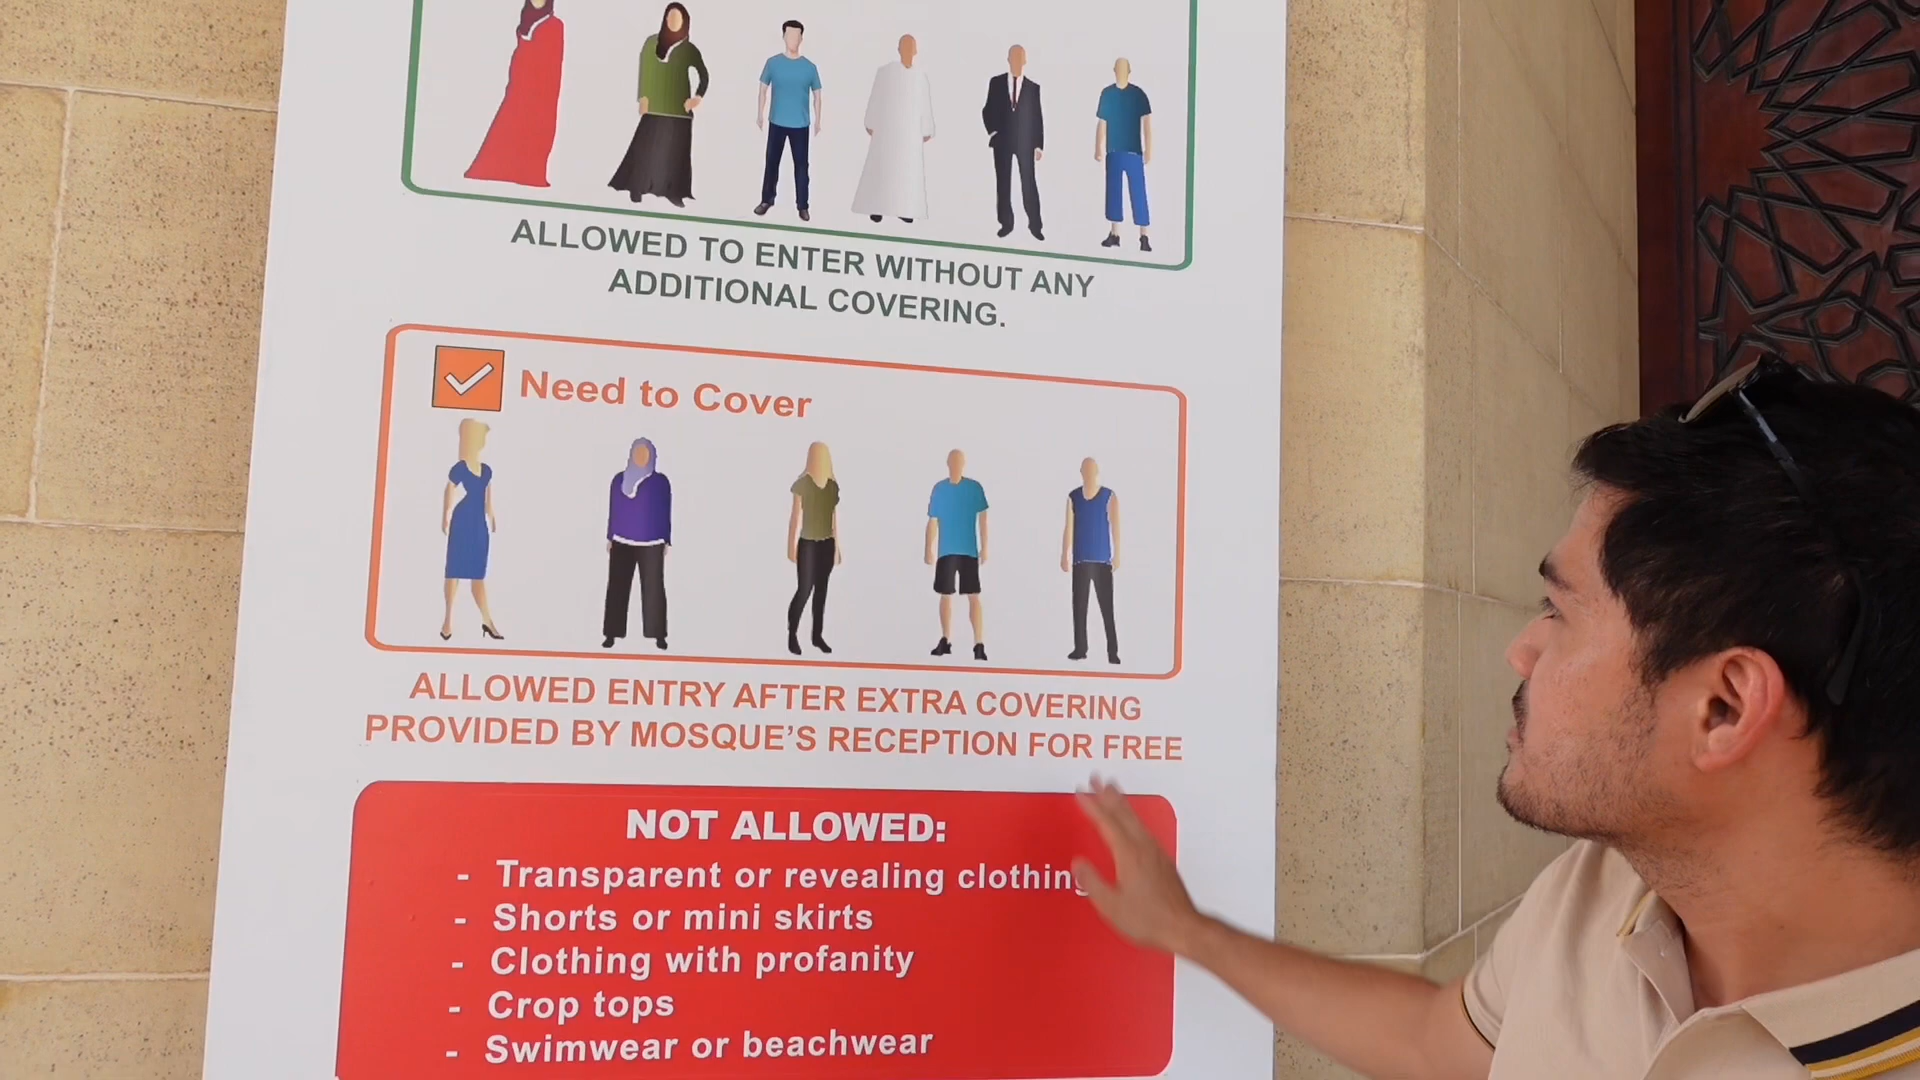 ALLOWED TO ENTER WITHOUT ANY
ADDITIONAL COVERING.
Need to Cover
ALLOWED ENTRY AFTER EXTRA COVERING
PROVIDED BY MOSQUE'S RECEPTION FOR FREE
NOT ALLOWED:
- Transparent or revealing clothing
- Shorts or mini skirts
- Clothing with profanity
- Crop tops
- Swimwear or beachwear